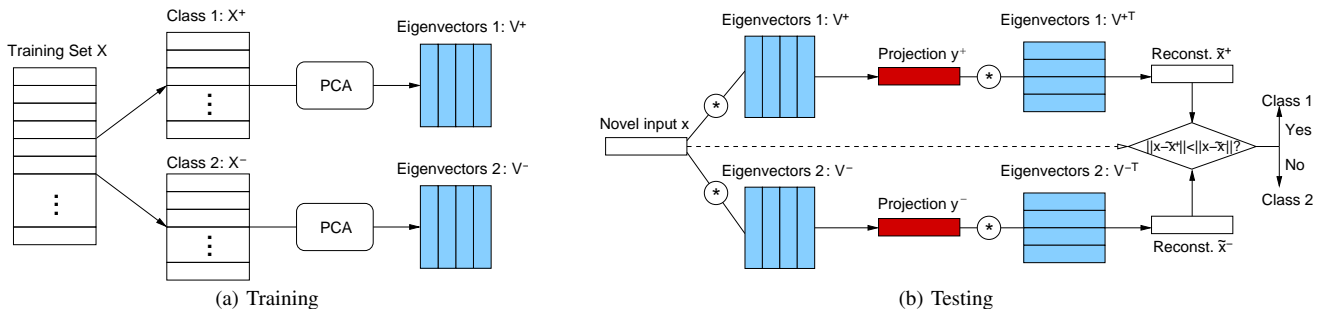 Training Set X
⋮
Class 1: X⁺
⋮
PCA
Eigenvectors 1: V⁺
Class 2: X⁻
⋮
PCA
Eigenvectors 2: V⁻
(a) Training
Novel input x
*
*
Eigenvectors 1: V⁺
Projection y⁺
*
Eigenvectors 1: V⁺ᵀ
Reconst. x̃⁺
Eigenvectors 2: V⁻
Projection y⁻
*
Eigenvectors 2: V⁻ᵀ
Reconst. x̃⁻
||x-x̃⁺||<||x-x̃||?
Class 1
Yes
No
Class 2
(b) Testing